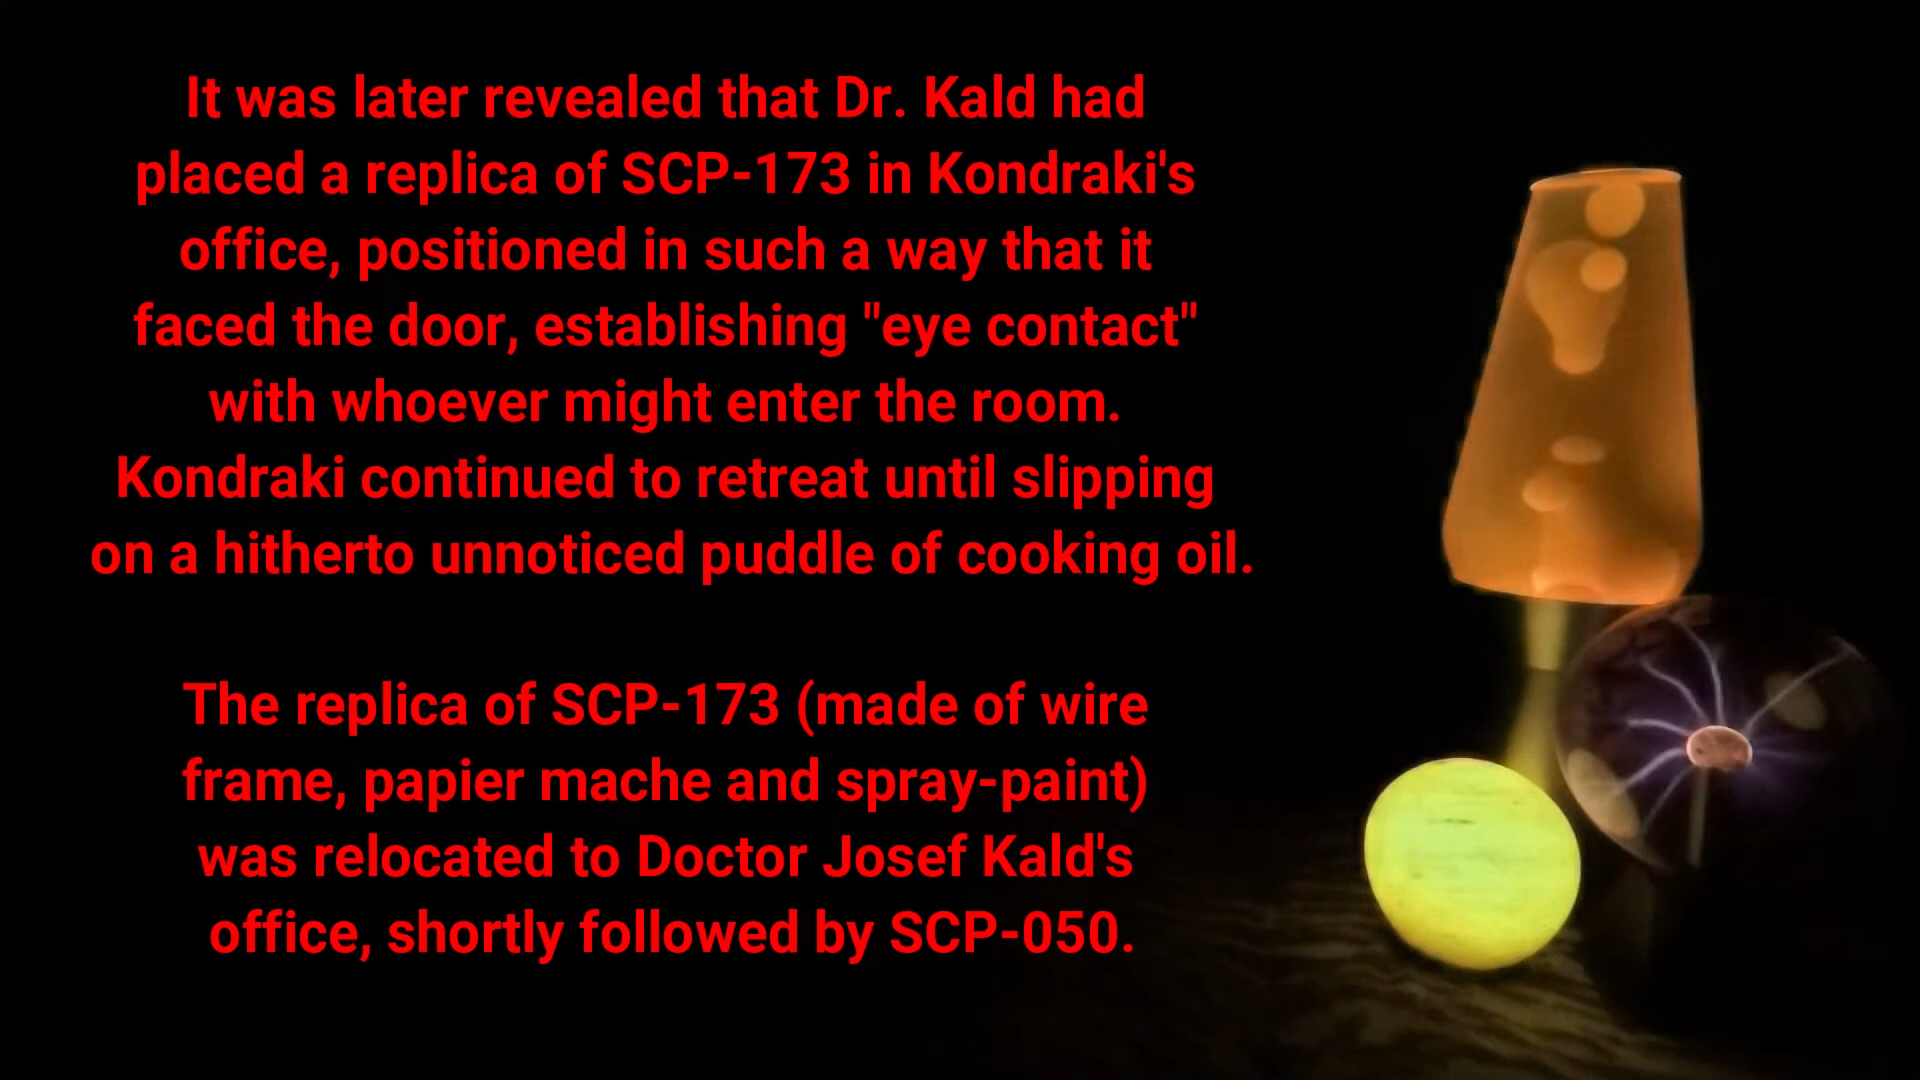 It was later revealed that Dr. Kald had
placed a replica of SCP-173 in Kondraki's
office, positioned in such a way that it
faced the door, establishing "eye contact"
with whoever might enter the room.
Kondraki continued to retreat until slipping
on a hitherto unnoticed puddle of cooking oil.
The replica of SCP-173 (made of wire
frame, papier mache and spray-paint)
was relocated to Doctor Josef Kald's
office, shortly followed by SCP-050.